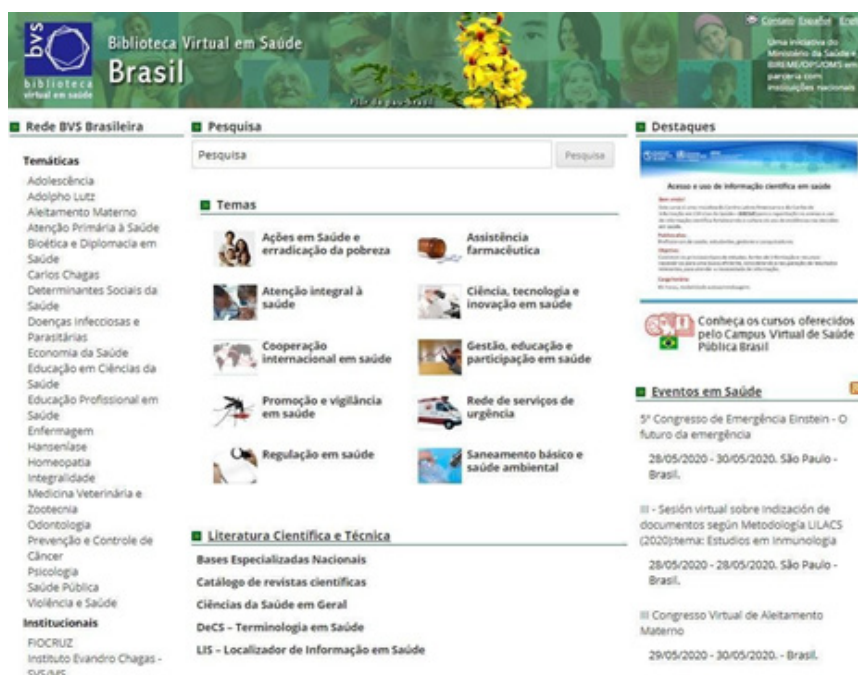 bvs
biblioteca
virtual em saúde
Biblioteca Virtual em Saúde
Brasil
Flor de pau-brasil
Contato Español
Uma iniciativa do
Ministério da Saúde e
BIREME/OPS/OMS em
parceria com
instituições nacionais
Rede BVS Brasileira
Temáticas
Adolescência
Adolpho Lutz
Aleitamento Materno
Atenção Primária à Saúde
Bioética e Diplomacia em
Saúde
Carlos Chagas
Determinantes Sociais da
Saúde
Doenças Infecciosas e
Parasitárias
Economia da Saúde
Educação em Ciências da
Saúde
Educação Profissional em
Saúde
Enfermagem
Hanseníase
Homeopatia
Integralidade
Medicina Veterinária e
Zootecnia
Odontologia
Prevenção e Controle de
Câncer
Psicologia
Saúde Pública
Violência e Saúde
Institucionais
FIOCRUZ
Instituto Evandro Chagas -
SVS/MS
Pesquisa
Pesquisa
Pesquisa
Temas
Ações em Saúde e
erradicação da pobreza
Assistência
farmacêutica
Atenção integral à
saúde
Ciência, tecnologia e
inovação em saúde
Cooperação
internacional em saúde
Gestão, educação e
participação em saúde
Promoção e vigilância
em saúde
Rede de serviços de
urgência
Regulação em saúde
Saneamento básico e
saúde ambiental
Literatura Científica e Técnica
Bases Especializadas Nacionais
Catálogo de revistas científicas
Ciências da Saúde em Geral
DeCS – Terminologia em Saúde
LIS – Localizador de Informação em Saúde
Destaques
Acesso e uso de informação científica em saúde
Conheça os cursos oferecidos
pelo Campus Virtual de Saúde
Pública Brasil
Eventos em Saúde
5º Congresso de Emergência Einstein - O
futuro da emergência
28/05/2020 - 30/05/2020. São Paulo -
Brasil.
III - Sesión virtual sobre Indización de
documentos según Metodología LILACS
(2020):tema: Estudios em Inmunologia
28/05/2020 - 28/05/2020. São Paulo -
Brasil.
III Congresso Virtual de Aleitamento
Materno
29/05/2020 - 30/05/2020. - Brasil.